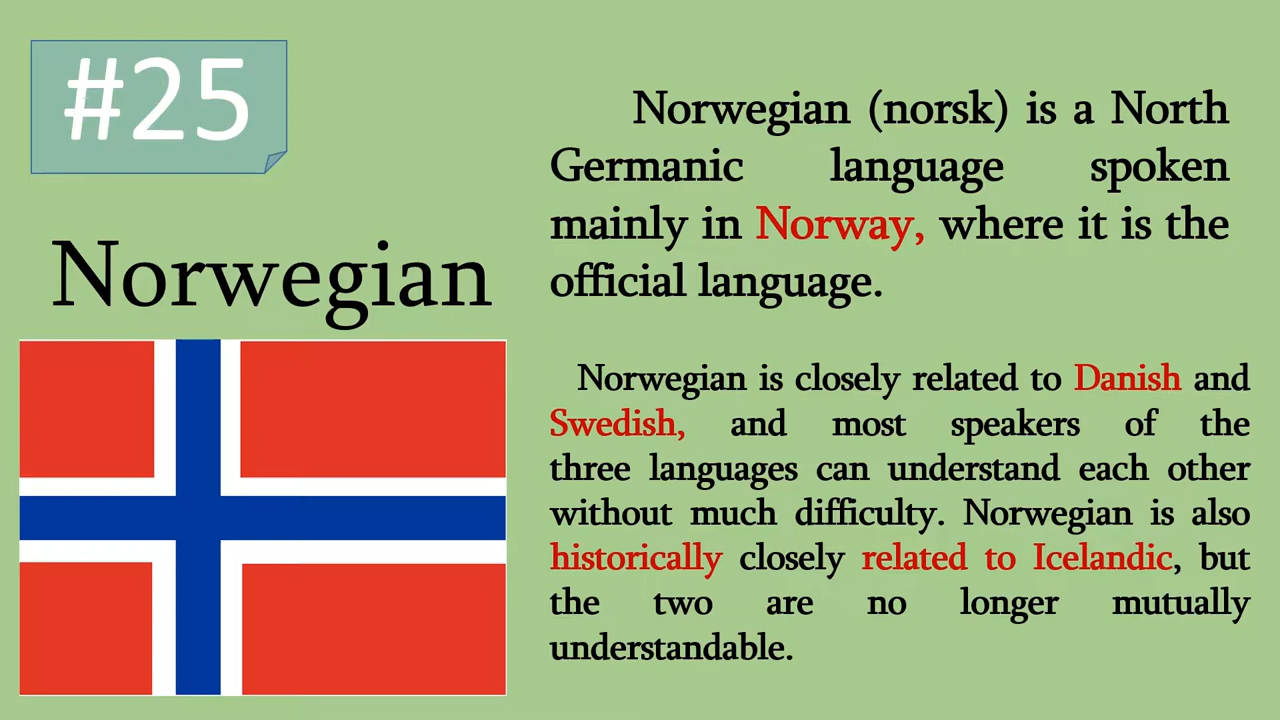 #25
Norwegian
Norwegian (norsk) is a North
Germanic language spoken
mainly in Norway, where it is the
official language.
Norwegian is closely related to Danish and
Swedish, and most speakers of the
three languages can understand each other
without much difficulty. Norwegian is also
historically closely related to Icelandic, but
the two are no longer mutually
understandable.